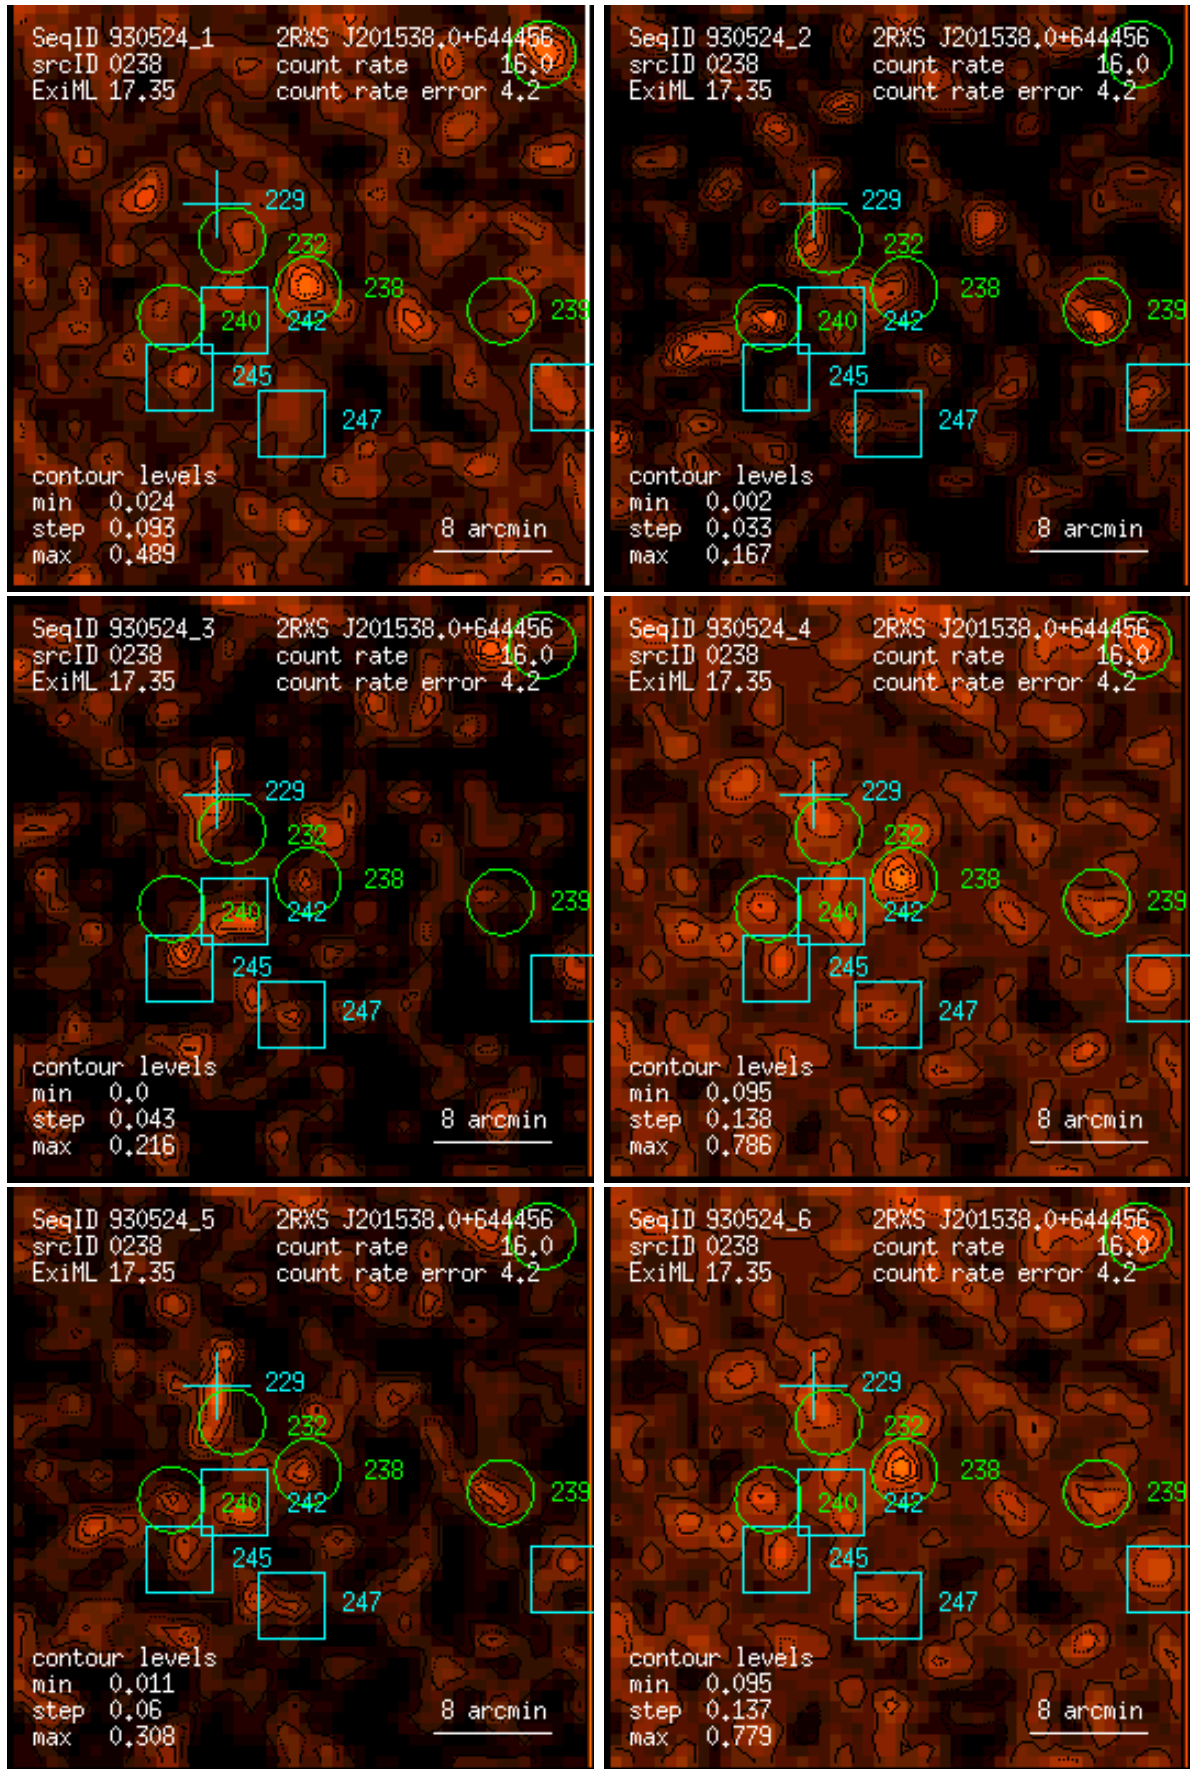 SeqID 930524_1 2RXS J201538.0+644456
srcID 0238 count rate 16.0
ExiML 17.35 count rate error 4.2
229
232
238
239
240 242
245
247
contour levels
min 0.024
step 0.093
max 0.489
8 arcmin
SeqID 930524_2 2RXS J201538.0+644456
srcID 0238 count rate 16.0
ExiML 17.35 count rate error 4.2
229
232
238
239
240 242
245
247
contour levels
min 0.002
step 0.033
max 0.167
8 arcmin
SeqID 930524_3 2RXS J201538.0+644456
srcID 0238 count rate 16.0
ExiML 17.35 count rate error 4.2
229
232
238
239
240 242
245
247
contour levels
min 0.0
step 0.043
max 0.216
8 arcmin
SeqID 930524_4 2RXS J201538.0+644456
srcID 0238 count rate 16.0
ExiML 17.35 count rate error 4.2
229
232
238
239
240 242
245
247
contour levels
min 0.095
step 0.138
max 0.786
8 arcmin
SeqID 930524_5 2RXS J201538.0+644456
srcID 0238 count rate 16.0
ExiML 17.35 count rate error 4.2
229
232
238
239
240 242
245
247
contour levels
min 0.011
step 0.06
max 0.308
8 arcmin
SeqID 930524_6 2RXS J201538.0+644456
srcID 0238 count rate 16.0
ExiML 17.35 count rate error 4.2
229
232
238
239
240 242
245
247
contour levels
min 0.095
step 0.137
max 0.779
8 arcmin